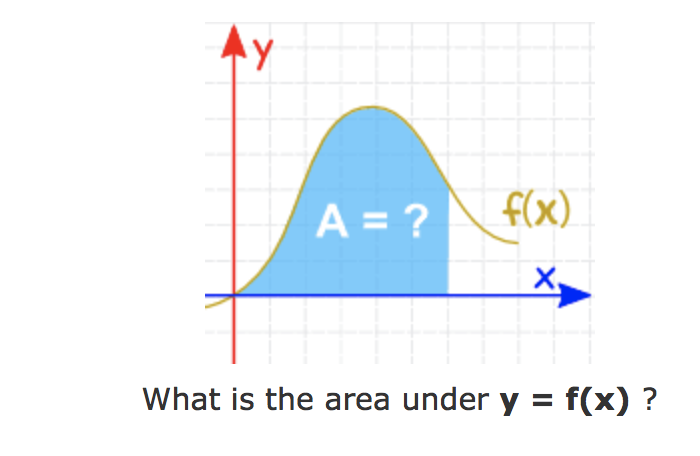 y
A = ?
f(x)
x
What is the area under y = f(x) ?